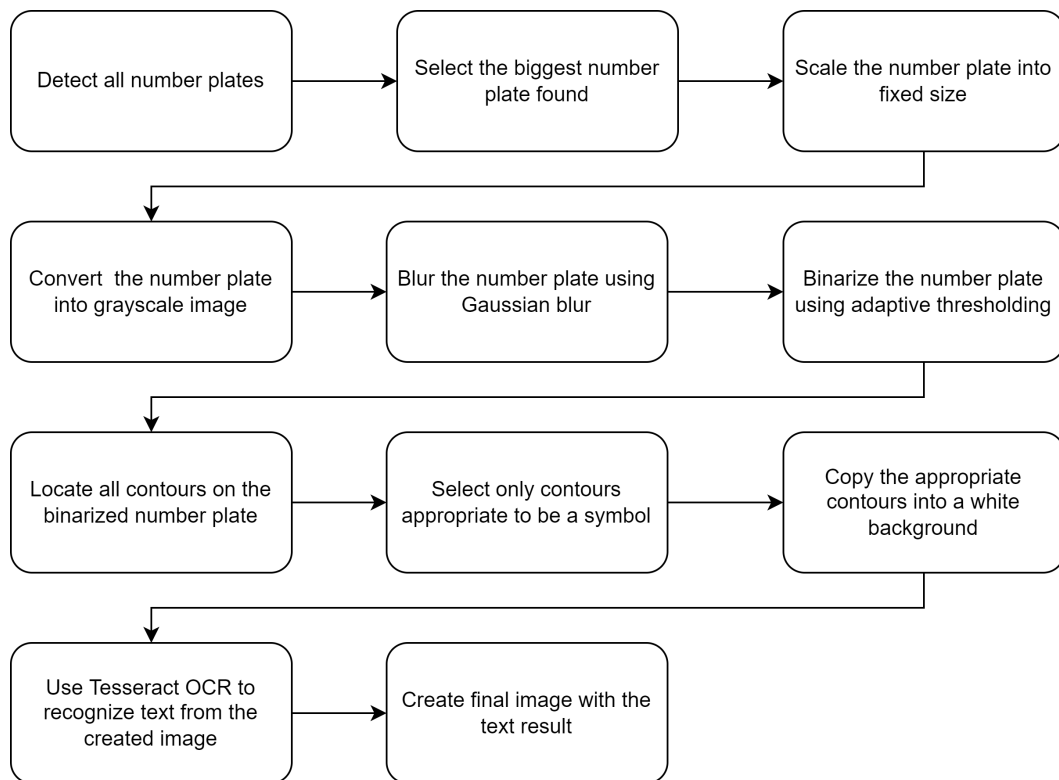 Detect all number plates
Select the biggest number
plate found
Scale the number plate into
fixed size
Convert  the number plate
into grayscale image
Blur the number plate using
Gaussian blur
Binarize the number plate
using adaptive thresholding
Locate all contours on the
binarized number plate
Select only contours
appropriate to be a symbol
Copy the appropriate
contours into a white
background
Use Tesseract OCR to
recognize text from the
created image
Create final image with the
text result